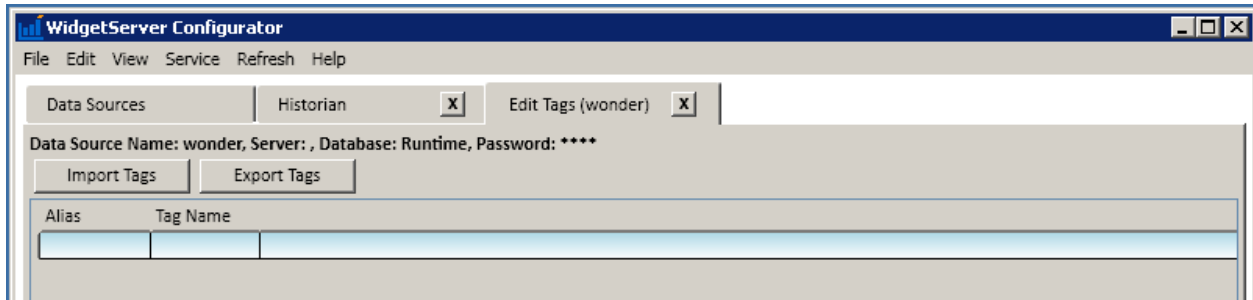 WidgetServer Configurator
File Edit View Service Refresh Help
Data Sources Historian X Edit Tags (wonder) X
Data Source Name: wonder, Server: , Database: Runtime, Password: ****
Import Tags Export Tags
Alias Tag Name